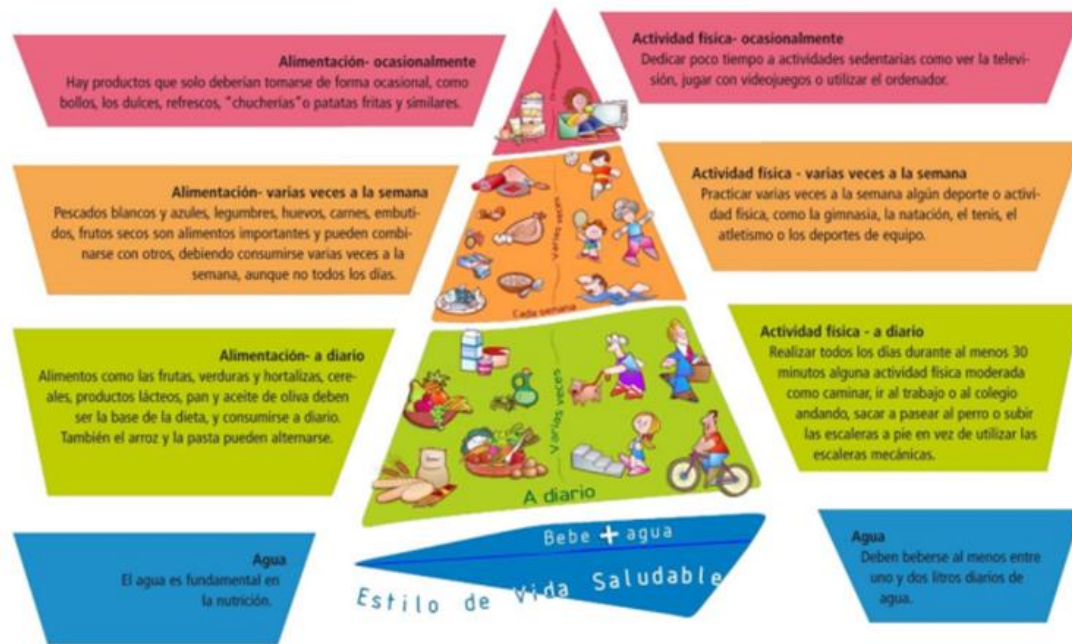 Alimentación- ocasionalmente
Hay productos que solo deberían tomarse de forma ocasional, como
bollos, los dulces, refrescos, "chucherías" o patatas fritas y similares.
Actividad física- ocasionalmente
Dedicar poco tiempo a actividades sedentarias como ver la televi-
sión, jugar con videojuegos o utilizar el ordenador.
Alimentación- varias veces a la semana
Pescados blancos y azules, legumbres, huevos, carnes, embuti-
dos, frutos secos son alimentos importantes y pueden combi-
narse con otros, debiendo consumirse varias veces a la
semana, aunque no todos los días.
Varias veces
Cada semana
Actividad física - varias veces a la semana
Practicar varias veces a la semana algún deporte o activi-
dad física, como la gimnasia, la natación, el tenis, el
atletismo o los deportes de equipo.
Alimentación- a diario
Alimentos como las frutas, verduras y hortalizas, cere-
ales, productos lácteos, pan y aceite de oliva deben
ser la base de la dieta, y consumirse a diario.
También el arroz y la pasta pueden alternarse.
Varias veces
A diario
Actividad física - a diario
Realizar todos los días durante al menos 30
minutos alguna actividad física moderada
como caminar, ir al trabajo o al colegio
andando, sacar a pasear al perro o subir
las escaleras a pie en vez de utilizar las
escaleras mecánicas.
Agua
El agua es fundamental en
la nutrición.
Bebe + agua
Estilo de Vida Saludable
Agua
Deben beberse al menos entre
uno y dos litros diarios de
agua.